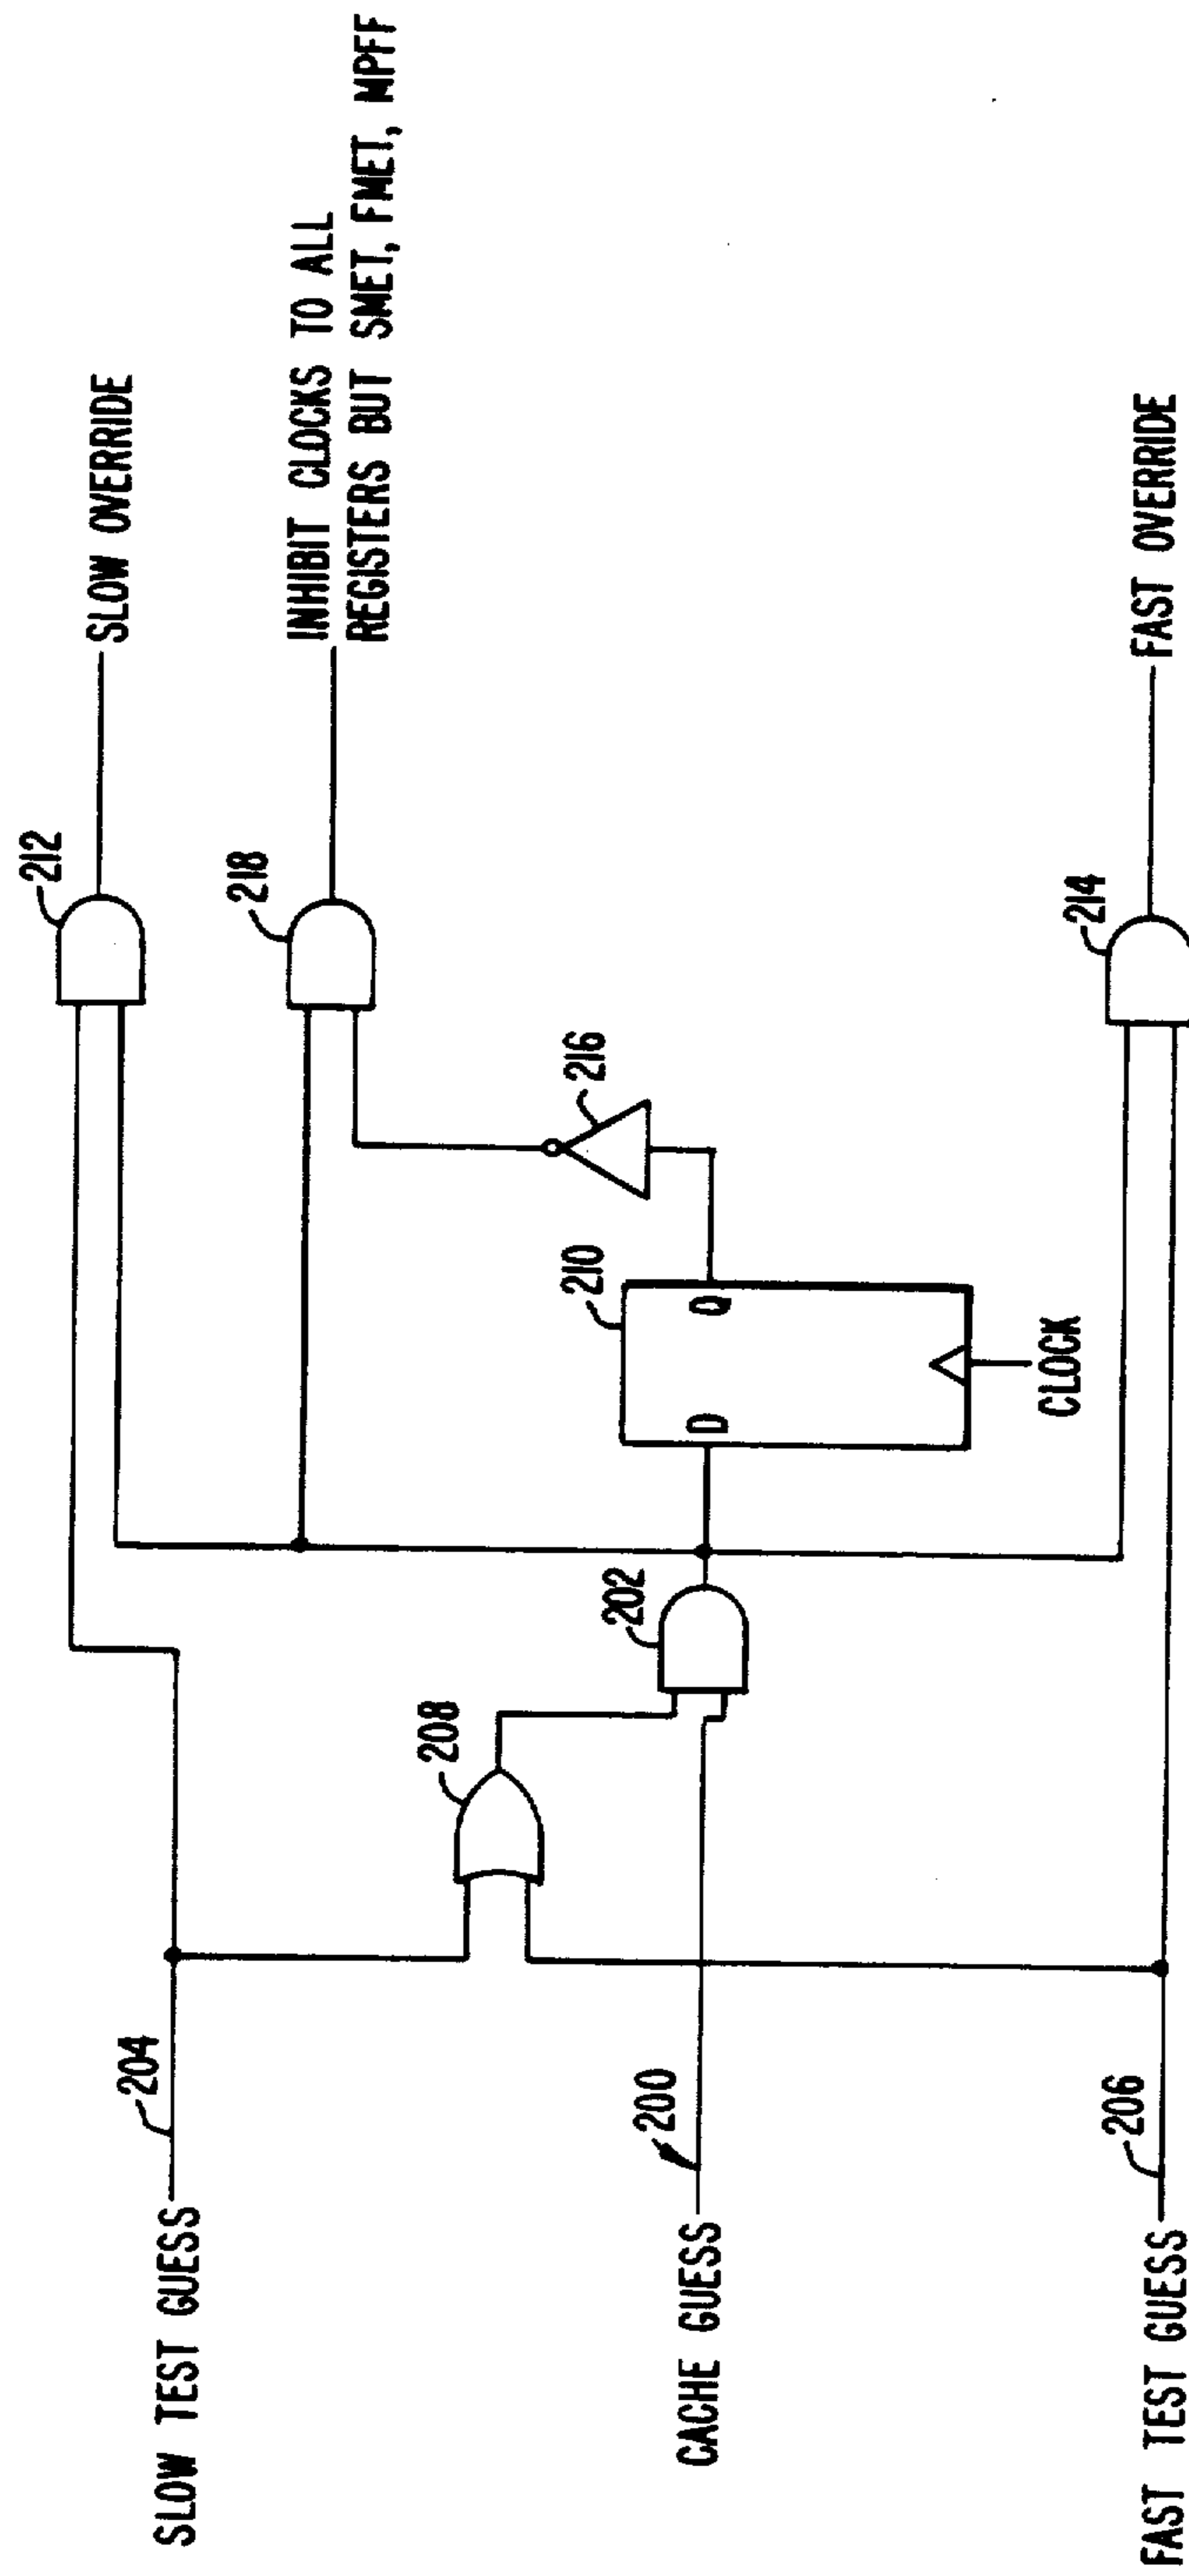 SLOW TEST GUESS
204
212
SLOW OVERRIDE
218
INHIBIT CLOCKS TO ALL
REGISTERS BUT SMET, FMET, MPFF
208
202
210
D
Q
CLOCK
216
CACHE GUESS
200
FAST TEST GUESS
206
214
FAST OVERRIDE